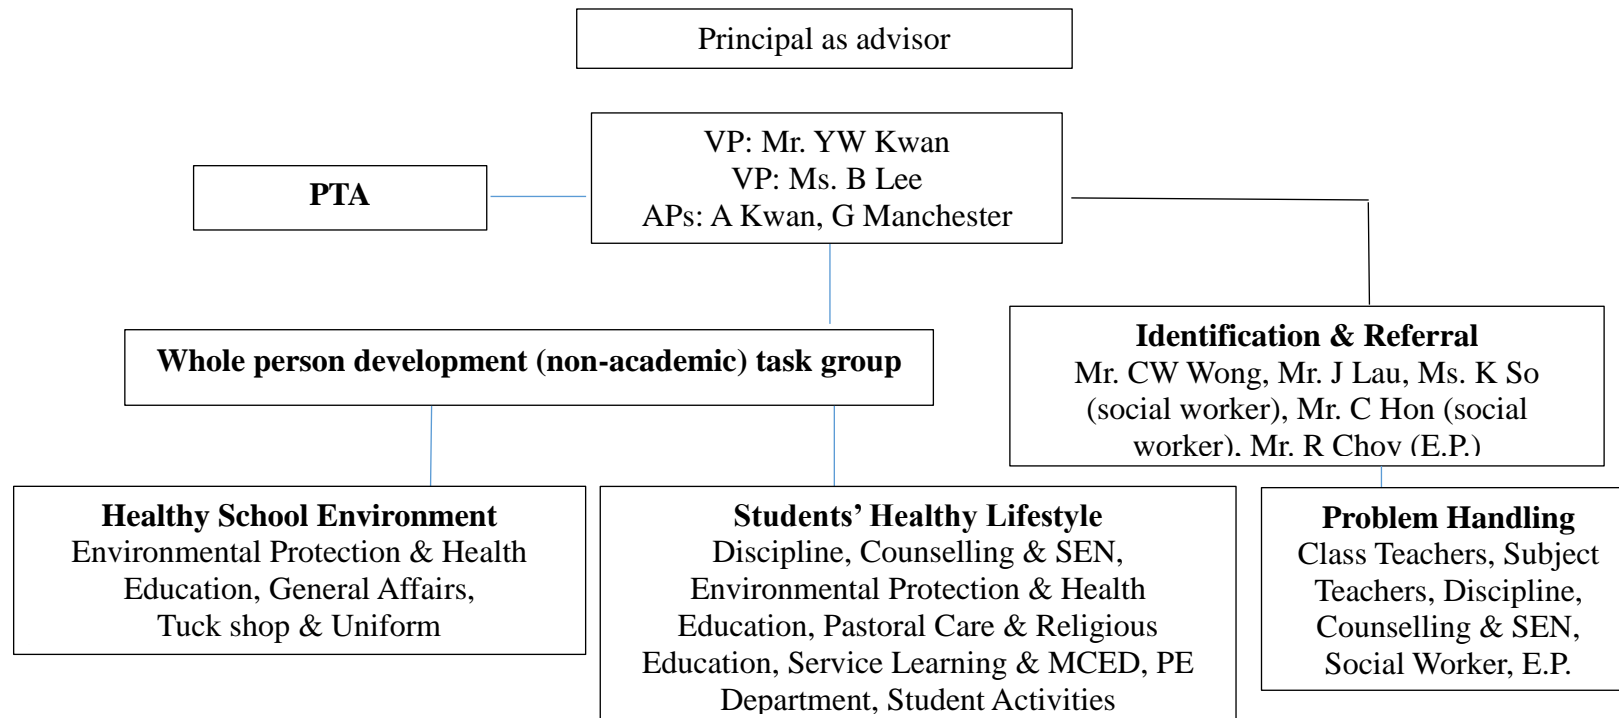 Principal as advisor
VP: Mr. YW Kwan
VP: Ms. B Lee
APs: A Kwan, G Manchester
PTA
Whole person development (non-academic) task group
Identification & Referral
Mr. CW Wong, Mr. J Lau, Ms. K So
(social worker), Mr. C Hon (social
worker), Mr. R Choy (E.P.)
Healthy School Environment
Environmental Protection & Health
Education, General Affairs,
Tuck shop & Uniform
Students’ Healthy Lifestyle
Discipline, Counselling & SEN,
Environmental Protection & Health
Education, Pastoral Care & Religious
Education, Service Learning & MCED, PE
Department, Student Activities
Problem Handling
Class Teachers, Subject
Teachers, Discipline,
Counselling & SEN,
Social Worker, E.P.